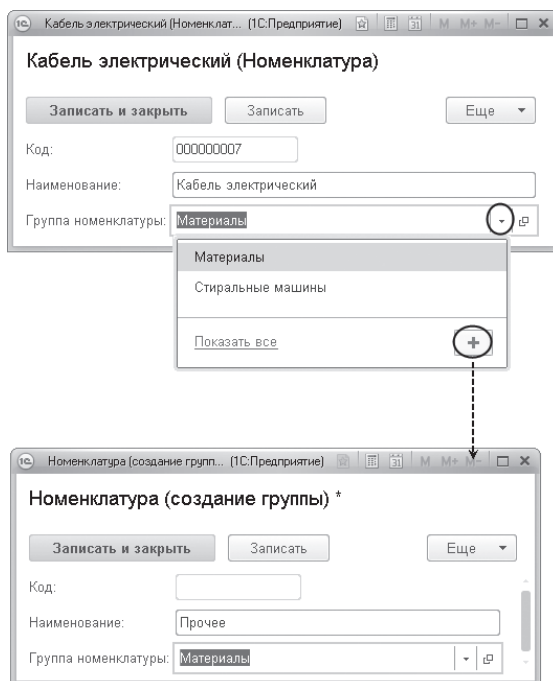 1С Кабель электрический (Номенклат... (1С:Предприятие) 31 M M+ M-
Кабель электрический (Номенклатура)
Записать и закрыть Записать Еще
Код: 000000007
Наименование: Кабель электрический
Группа номенклатуры: Материалы
Материалы
Стиральные машины
Показать все +
1С Номенклатура (создание групп... (1С:Предприятие) 31 M M+ M-
Номенклатура (создание группы) *
Записать и закрыть Записать Еще
Код:
Наименование: Прочее
Группа номенклатуры: Материалы